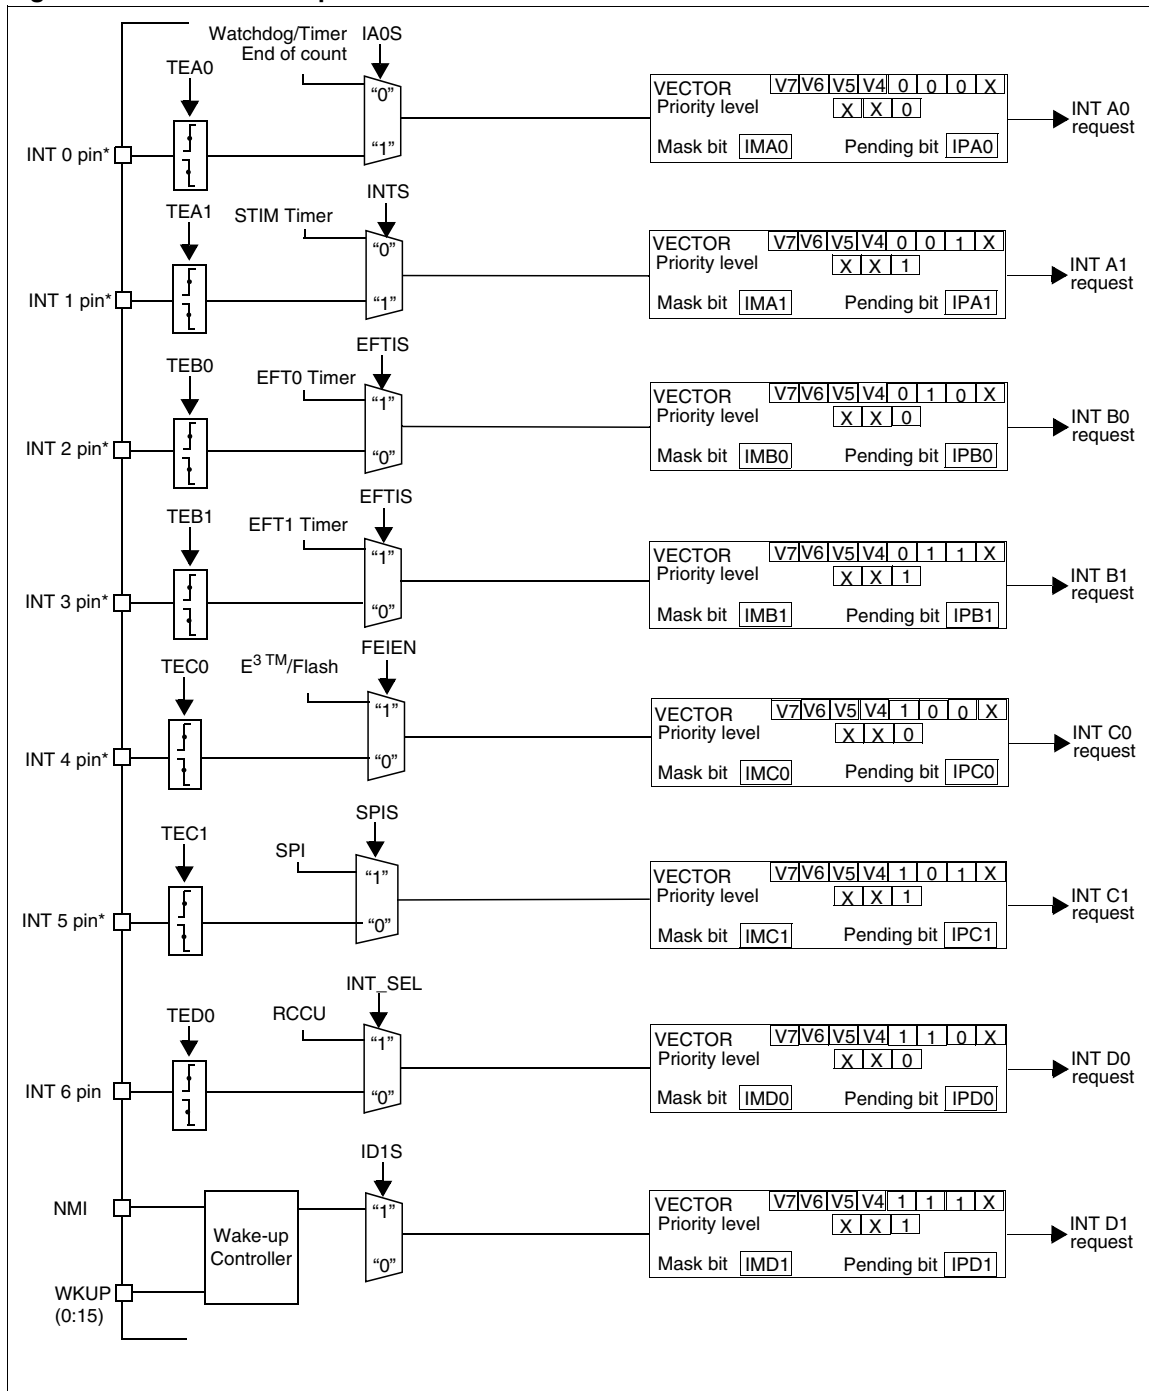 Watchdog/Timer IA0S
End of count
TEA0
"0"
"1"
INT 0 pin*
VECTOR V7 V6 V5 V4 0 0 0 X
Priority level X X 0
Mask bit IMA0 Pending bit IPA0
INT A0
request
INTS
TEA1
STIM Timer
"0"
"1"
INT 1 pin*
VECTOR V7 V6 V5 V4 0 0 1 X
Priority level X X 1
Mask bit IMA1 Pending bit IPA1
INT A1
request
EFTIS
TEB0
EFT0 Timer
"1"
"0"
INT 2 pin*
VECTOR V7 V6 V5 V4 0 1 0 X
Priority level X X 0
Mask bit IMB0 Pending bit IPB0
INT B0
request
EFTIS
TEB1
EFT1 Timer
"1"
"0"
INT 3 pin*
VECTOR V7 V6 V5 V4 0 1 1 X
Priority level X X 1
Mask bit IMB1 Pending bit IPB1
INT B1
request
FEIEN
TEC0
E3 TM/Flash
"1"
"0"
INT 4 pin*
VECTOR V7 V6 V5 V4 1 0 0 X
Priority level X X 0
Mask bit IMC0 Pending bit IPC0
INT C0
request
SPIS
TEC1
SPI
"1"
"0"
INT 5 pin*
VECTOR V7 V6 V5 V4 1 0 1 X
Priority level X X 1
Mask bit IMC1 Pending bit IPC1
INT C1
request
INT_SEL
TED0
RCCU
"1"
"0"
INT 6 pin
VECTOR V7 V6 V5 V4 1 1 0 X
Priority level X X 0
Mask bit IMD0 Pending bit IPD0
INT D0
request
ID1S
NMI
"1"
"0"
Wake-up
Controller
WKUP
(0:15)
VECTOR V7 V6 V5 V4 1 1 1 X
Priority level X X 1
Mask bit IMD1 Pending bit IPD1
INT D1
request